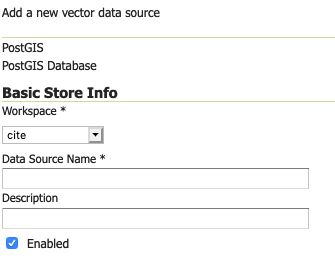 Add a new vector data source
PostGIS
PostGIS Database
Basic Store Info
Workspace *
cite
Data Source Name *
Description
Enabled